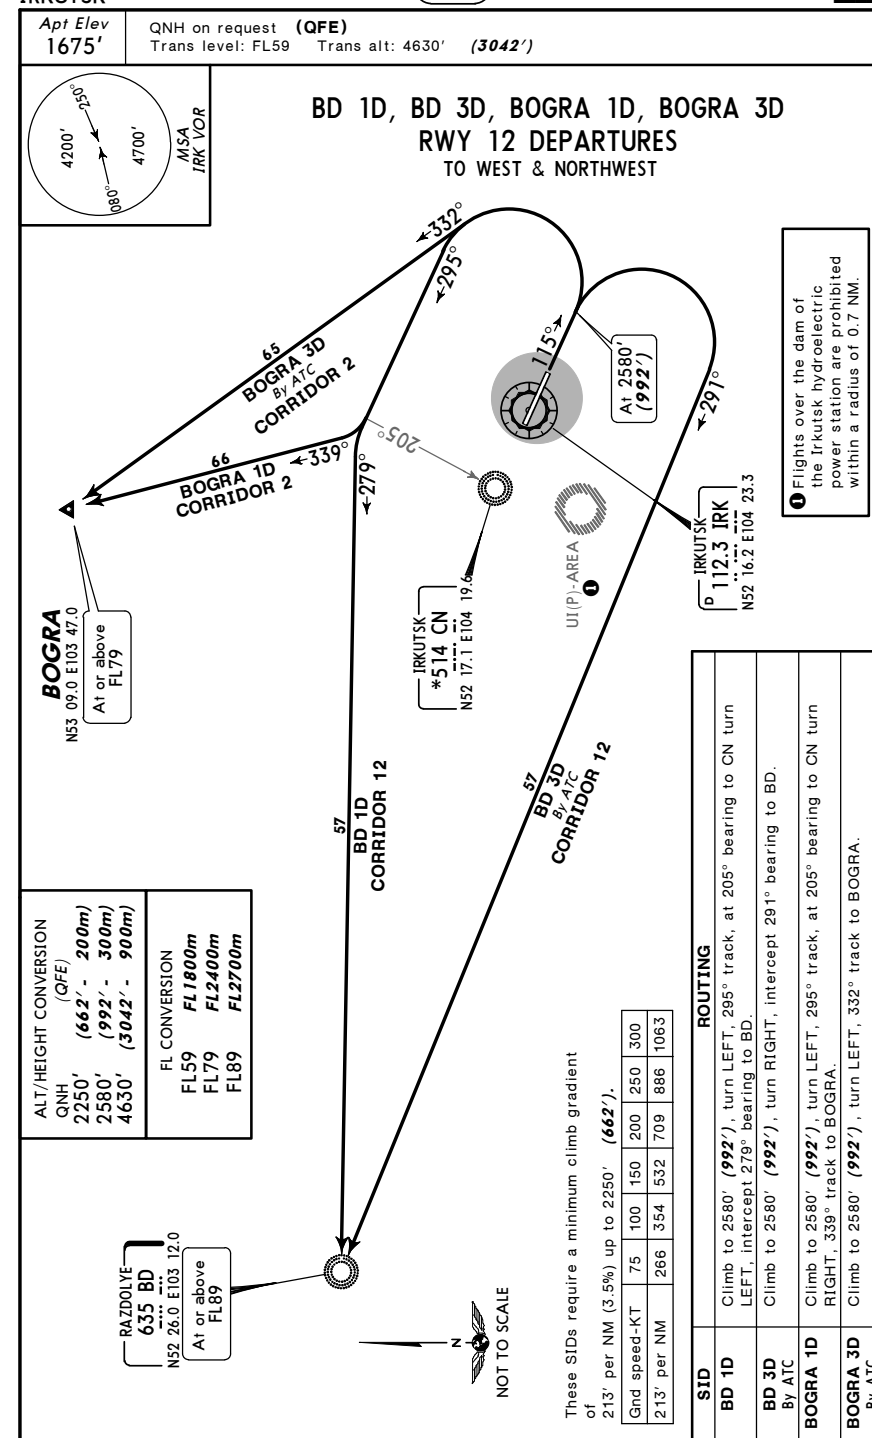 Apt Elev
1675'
QNH on request (QFE)
Trans level: FL59 Trans alt: 4630' (3042')
250°
4200'
4700'
080°
MSA
IRK VOR
BD 1D, BD 3D, BOGRA 1D, BOGRA 3D
RWY 12 DEPARTURES
TO WEST & NORTHWEST
332°
295°
115°
At 2580'
(992')
291°
❶ Flights over the dam of
the Irkutsk hydroelectric
power station are prohibited
within a radius of 0.7 NM.
65
BOGRA 3D
By ATC
CORRIDOR 2
66
BOGRA 1D
CORRIDOR 2
339°
205°
279°
BOGRA
N53 09.0 E103 47.0
At or above
FL79
IRKUTSK
*514 CN
N52 17.1 E104 19.6
UI(P)-AREA
❶
IRKUTSK
D 112.3 IRK
N52 16.2 E104 23.3
57
BD 1D
CORRIDOR 12
57
BD 3D
By ATC
CORRIDOR 12
ALT/HEIGHT CONVERSION
QNH (QFE)
2250' (662' - 200m)
2580' (992' - 300m)
4630' (3042' - 900m)
FL CONVERSION
FL59 FL1800m
FL79 FL2400m
FL89 FL2700m
RAZDOLYE
635 BD
N52 26.0 E103 12.0
At or above
FL89
N
NOT TO SCALE
These SIDs require a minimum climb gradient
of
213' per NM (3.5%) up to 2250' (662').
Gnd speed-KT 75 100 150 200 250 300
213' per NM 266 354 532 709 886 1063
SID ROUTING
BD 1D Climb to 2580' (992'), turn LEFT, 295° track, at 205° bearing to CN turn
LEFT, intercept 279° bearing to BD.
BD 3D Climb to 2580' (992'), turn RIGHT, intercept 291° bearing to BD.
By ATC
BOGRA 1D Climb to 2580' (992'), turn LEFT, 295° track, at 205° bearing to CN turn
RIGHT, 339° track to BOGRA.
BOGRA 3D Climb to 2580' (992'), turn LEFT, 332° track to BOGRA.
By ATC